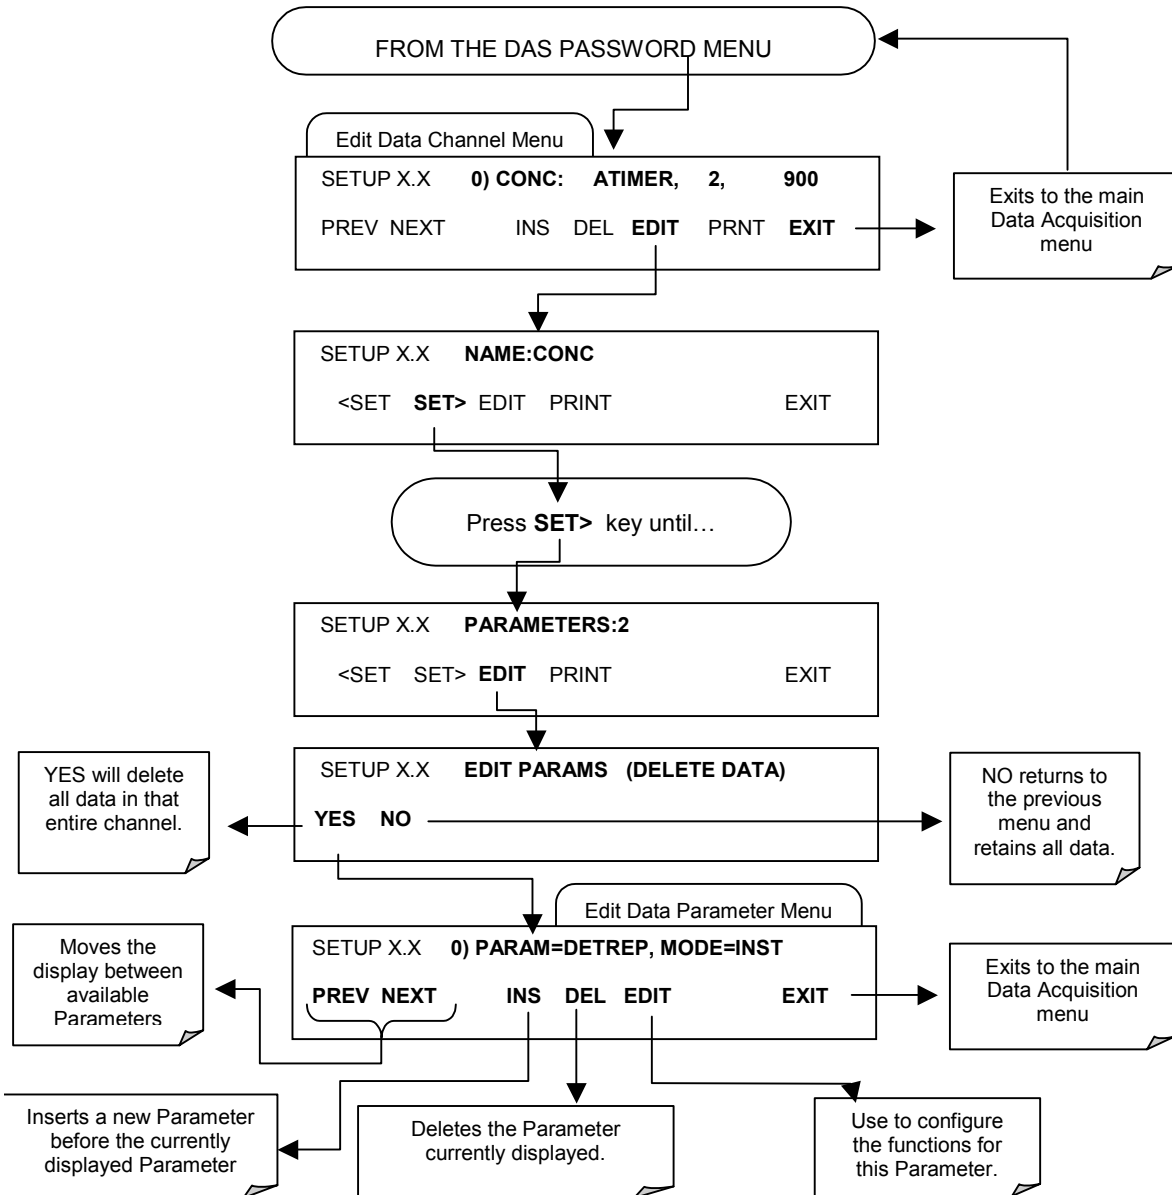 FROM THE DAS PASSWORD MENU
Edit Data Channel Menu
SETUP X.X 0) CONC: ATIMER, 2, 900
PREV NEXT INS DEL EDIT PRNT EXIT
Exits to the main
Data Acquisition
menu
SETUP X.X NAME:CONC
<SET SET> EDIT PRINT EXIT
Press SET> key until…
SETUP X.X PARAMETERS:2
<SET SET> EDIT PRINT EXIT
YES will delete
all data in that
entire channel.
SETUP X.X EDIT PARAMS (DELETE DATA)
YES NO
NO returns to
the previous
menu and
retains all data.
Edit Data Parameter Menu
Moves the
display between
available
Parameters
SETUP X.X 0) PARAM=DETREP, MODE=INST
PREV NEXT INS DEL EDIT EXIT
Exits to the main
Data Acquisition
menu
Inserts a new Parameter
before the currently
displayed Parameter
Deletes the Parameter
currently displayed.
Use to configure
the functions for
this Parameter.